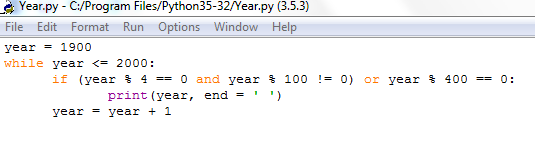 Year.py - C:/Program Files/Python35-32/Year.py (3.5.3)
File Edit Format Run Options Window Help
year = 1900
while year <= 2000:
      if (year % 4 == 0 and year % 100 != 0) or year % 400 == 0:
            print(year, end = ' ')
      year = year + 1